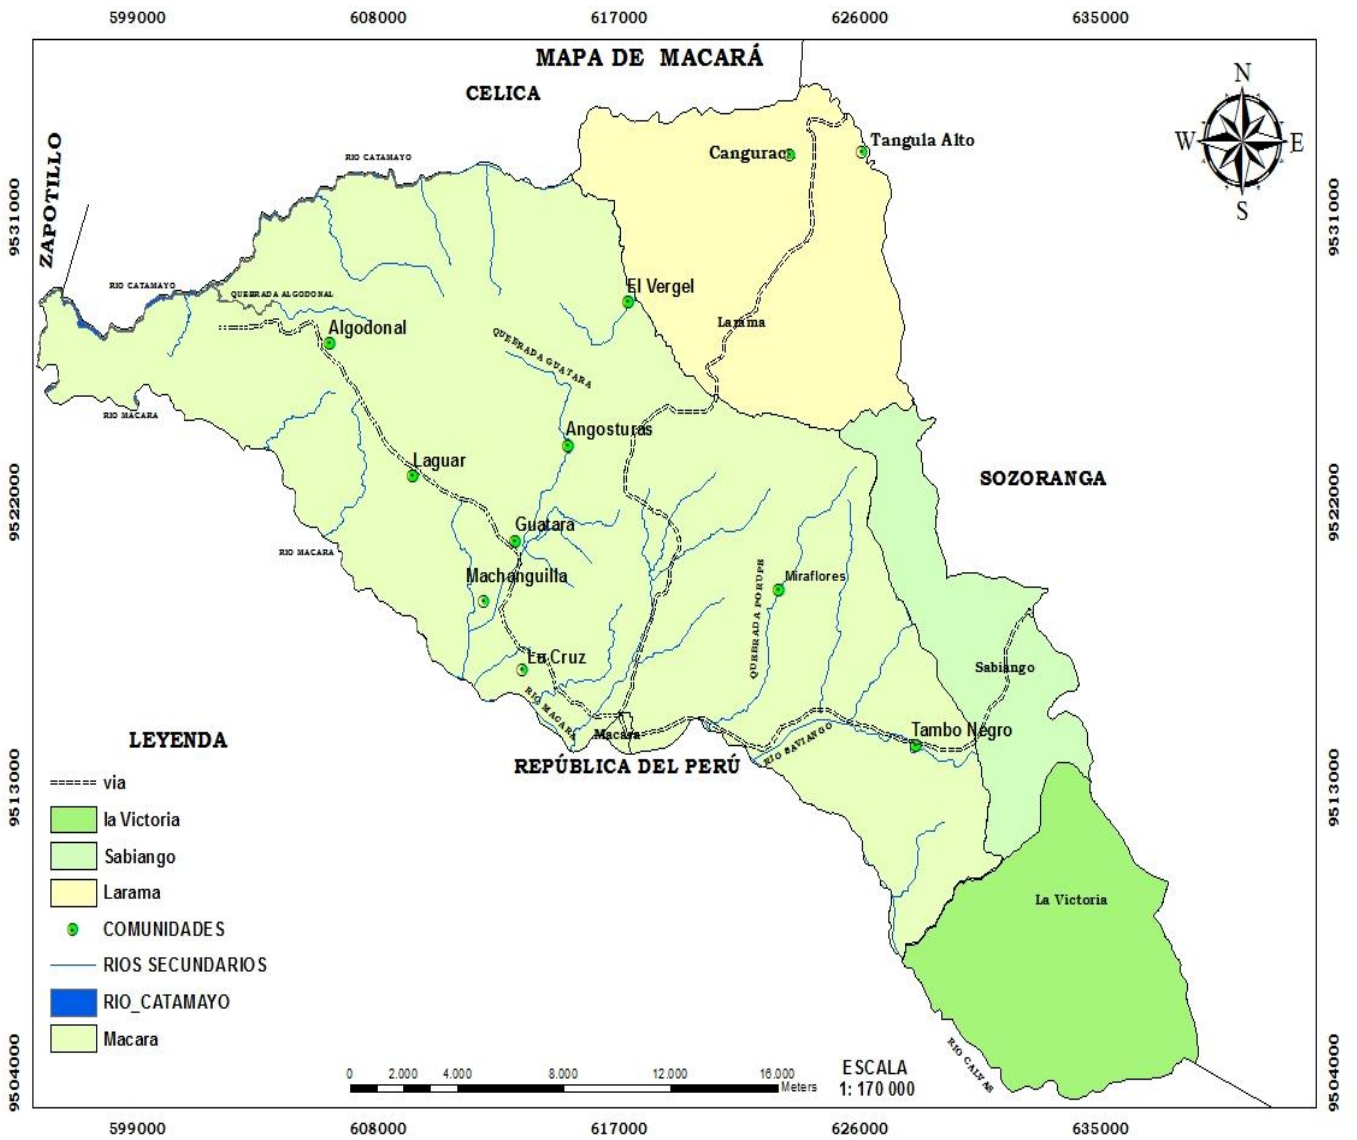 599000 608000 617000 626000 635000
MAPA DE MACARÁ
CELICA
N
W E
S
ZAPOTILLO
9531000
9531000
RIO CATAMAYO
Canguraco
Tangula Alto
RIO CATAMAYO
QUEBRADA ALGODONAL
El Vergel
Algodonal
Larama
QUEBRADA GUATARA
RIO MACARA
Angosturas
Laguar
SOZORANGA
9522000
9522000
Guatara
RIO MACARA
Machanguilla
Miraflores
QUEBRADA PORUPE
La Cruz
Sabiango
RIO MACARA
Macara
RIO SAVIANGO
Tambo Negro
REPÚBLICA DEL PERÚ
9513000
9513000
La Victoria
LEYENDA
via
la Victoria
Sabiango
Larama
COMUNIDADES
RIOS SECUNDARIOS
RIO_CATAMAYO
Macara
RIO CALVAS
0 2.000 4.000 8.000 12.000 16.000
Meters
ESCALA
1: 170 000
9504000
9504000
599000 608000 617000 626000 635000